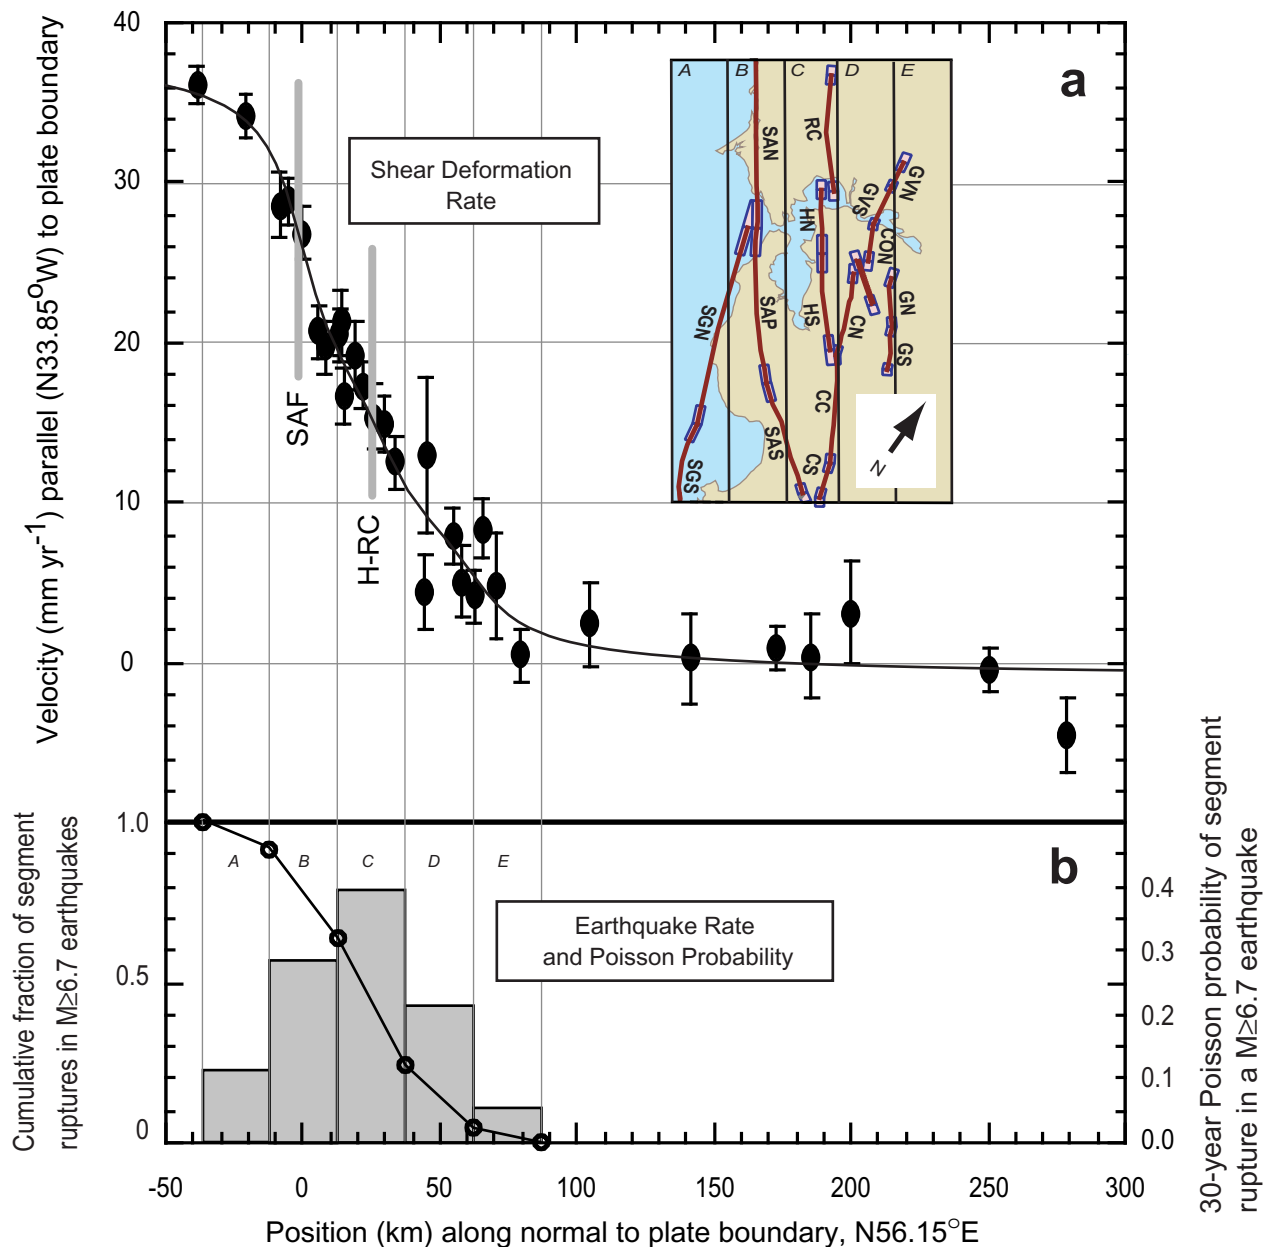 Velocity (mm yr-1) parallel (N33.85oW) to plate boundary
40
30
20
10
0
a
Shear Deformation
Rate
SAF
H-RC
A
B
C
D
E
SAN
RC
GVN
GVS
HN
CON
SGN
SAP
HS
CN
GN
GS
CC
SAS
CS
SGS
N
Cumulative fraction of segment
ruptures in M≥6.7 earthquakes
1.0
0.5
0
b
A
B
C
D
E
Earthquake Rate
and Poisson Probability
0.4
0.3
0.2
0.1
0.0
30-year Poisson probability of segment
rupture in a M≥6.7 earthquake
-50
0
50
100
150
200
250
300
Position (km) along normal to plate boundary, N56.15°E